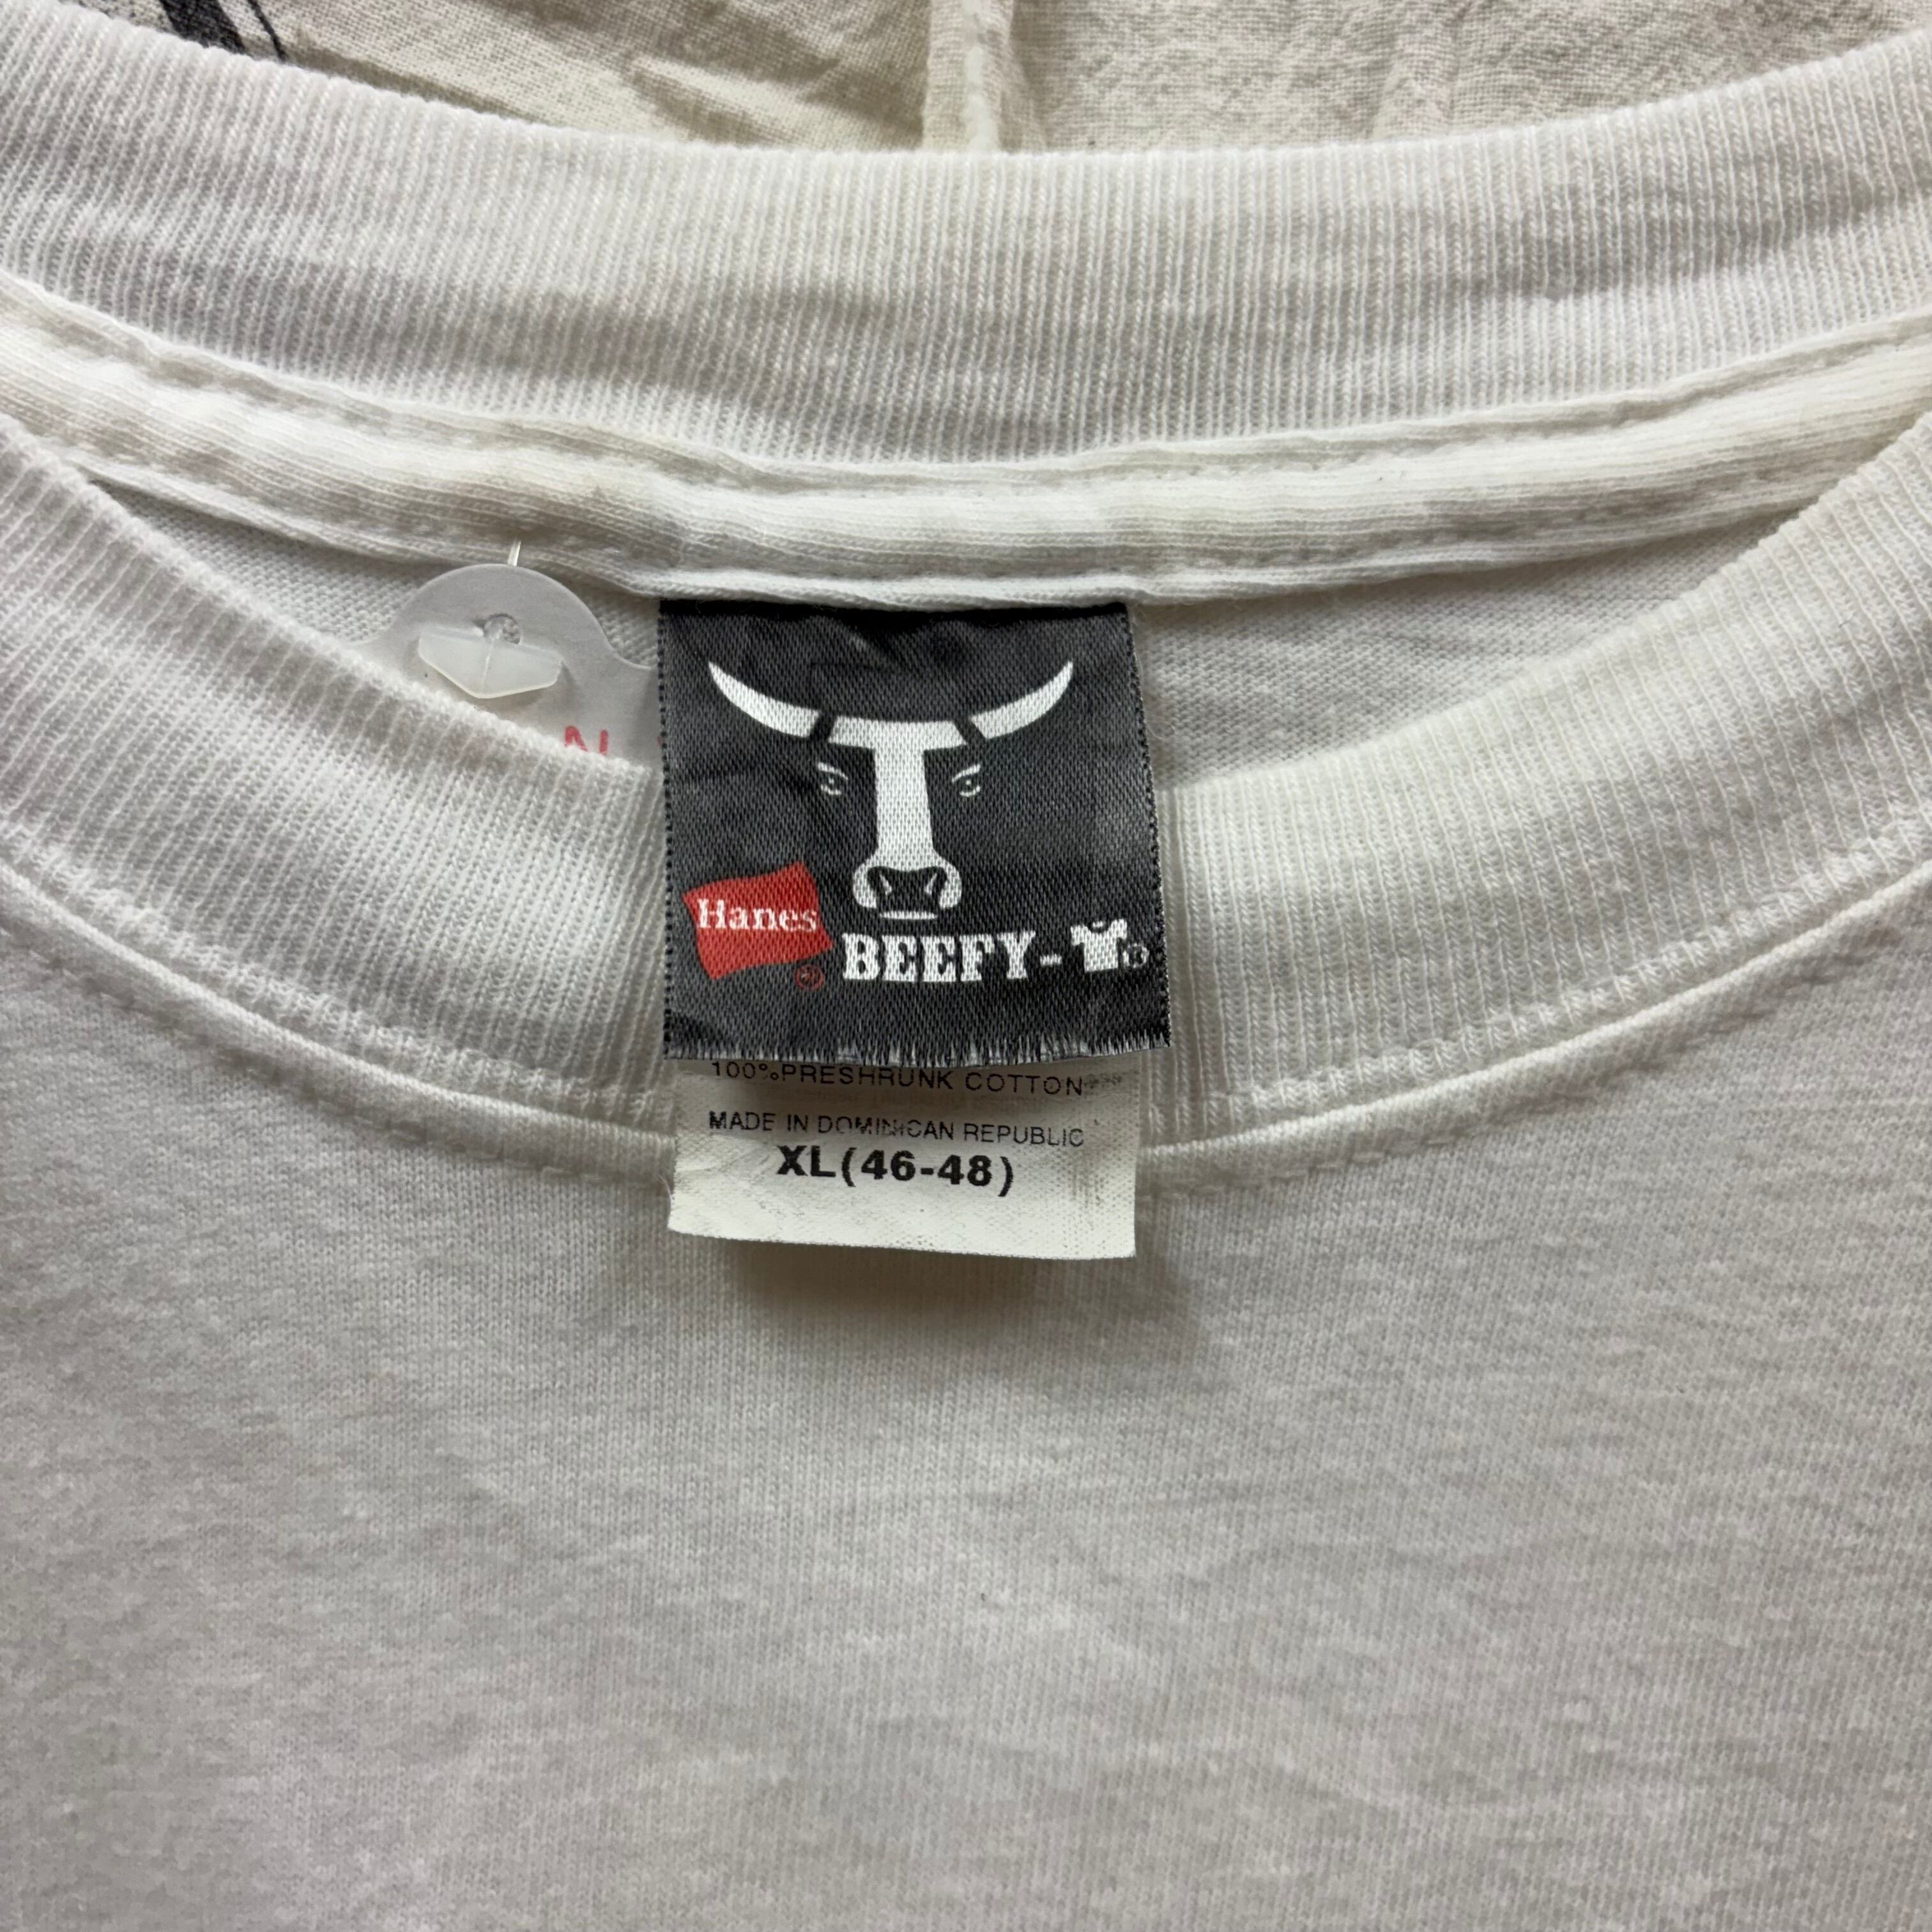 N
Hanes
BEEFY-
100% PRESHRUNK COTTON
MADE IN DOMINICAN REPUBLIC
XL(46-48)